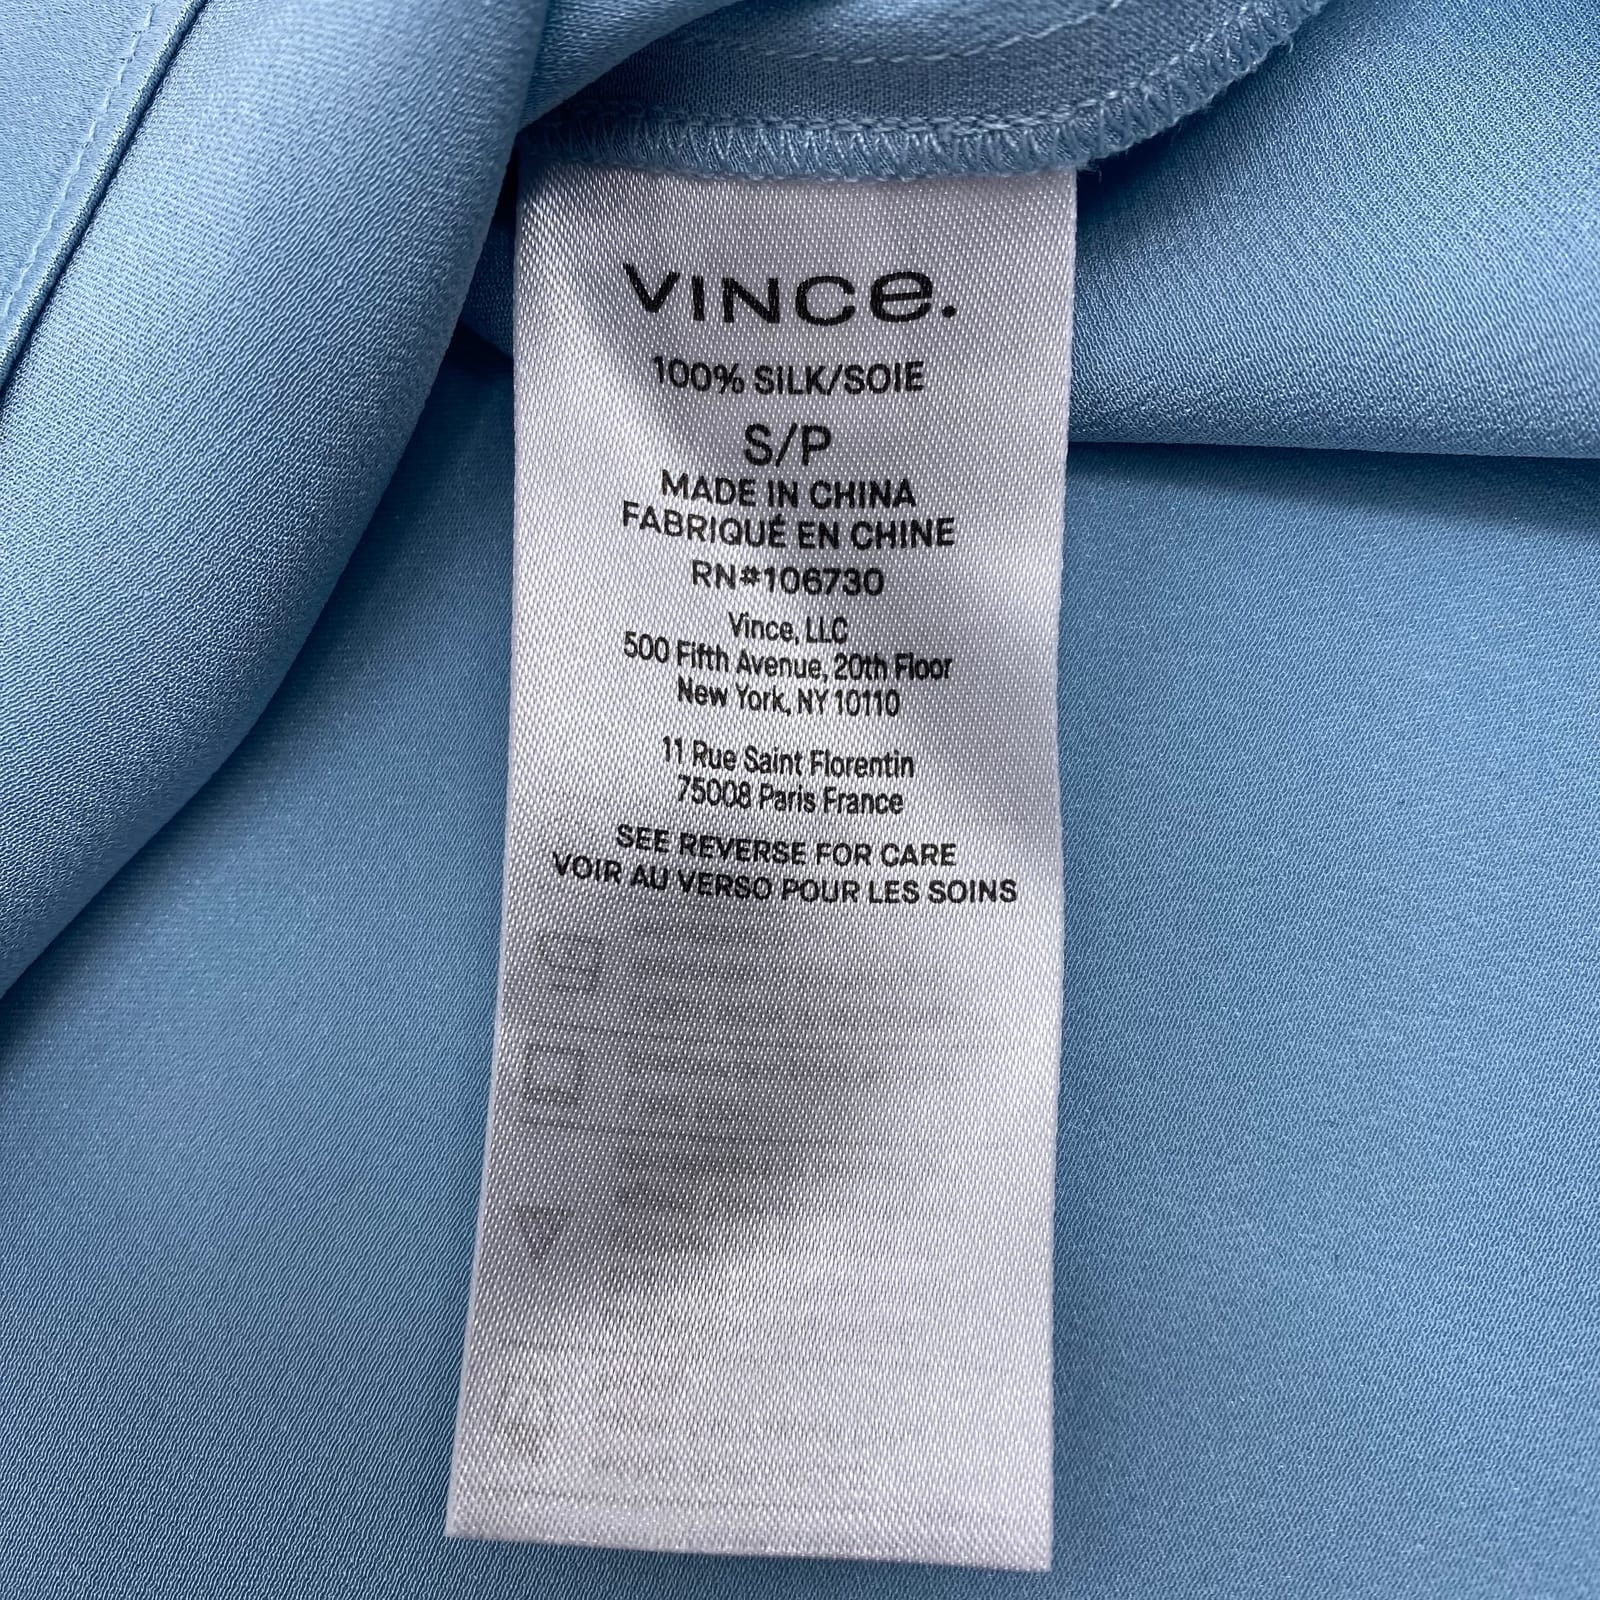 VINCe.
100% SILK/SOIE
S/P
MADE IN CHINA
FABRIQUÉ EN CHINE
RN#106730
Vince, LLC
500 Fifth Avenue, 20th Floor
New York, NY 10110
11 Rue Saint Florentin
75008 Paris France
SEE REVERSE FOR CARE
VOIR AU VERSO POUR LES SOINS